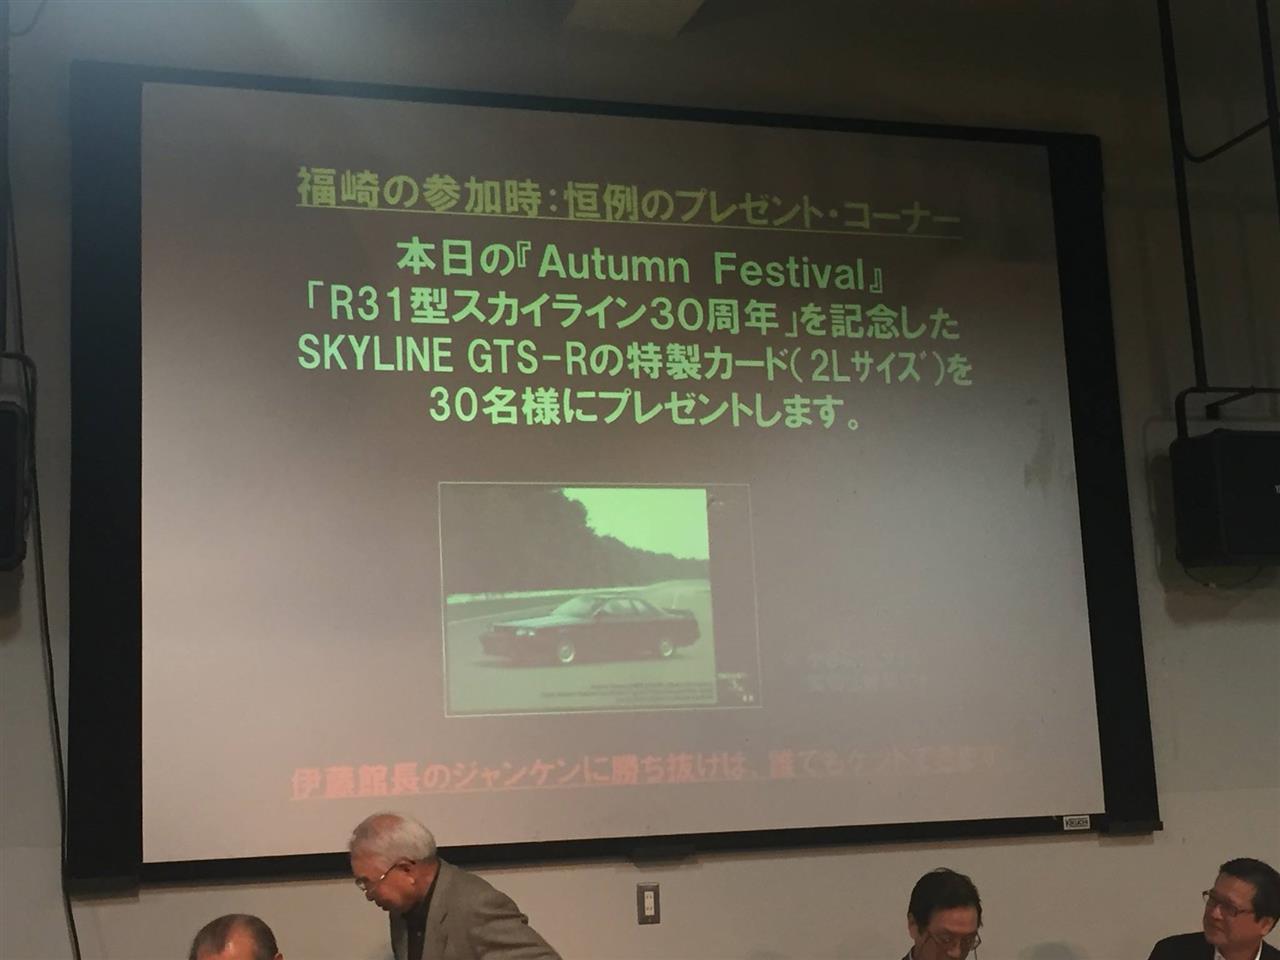 福崎の参加時：恒例のプレゼント・コーナー
本日の『Autumn Festival』
「R31型スカイライン30周年」を記念した
SKYLINE GTS-Rの特製カード(2Lサイズ)を
30名様にプレゼントします。
伊藤館長のジャンケンに勝ち抜けば、誰でもゲットできます
KIKUCHI